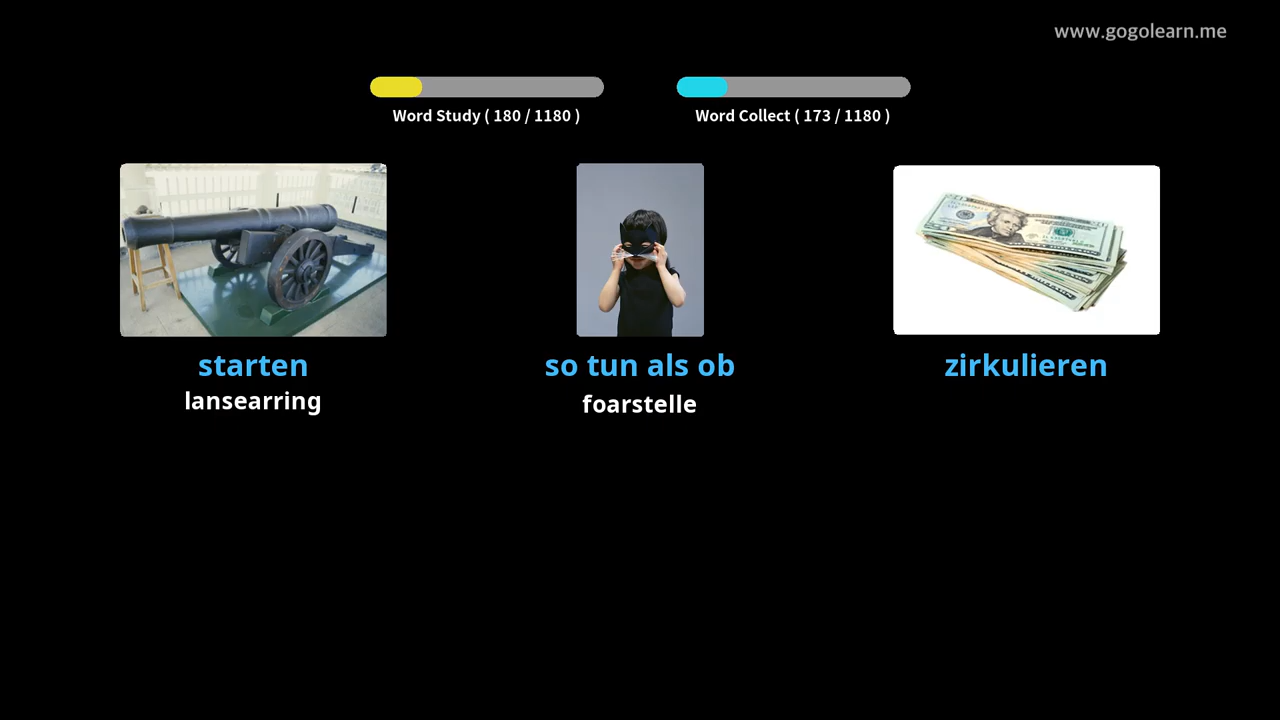 www.gogolearn.me
Word Study ( 180 / 1180 )
Word Collect ( 173 / 1180 )
starten
so tun als ob
zirkulieren
lansearring
foarstelle